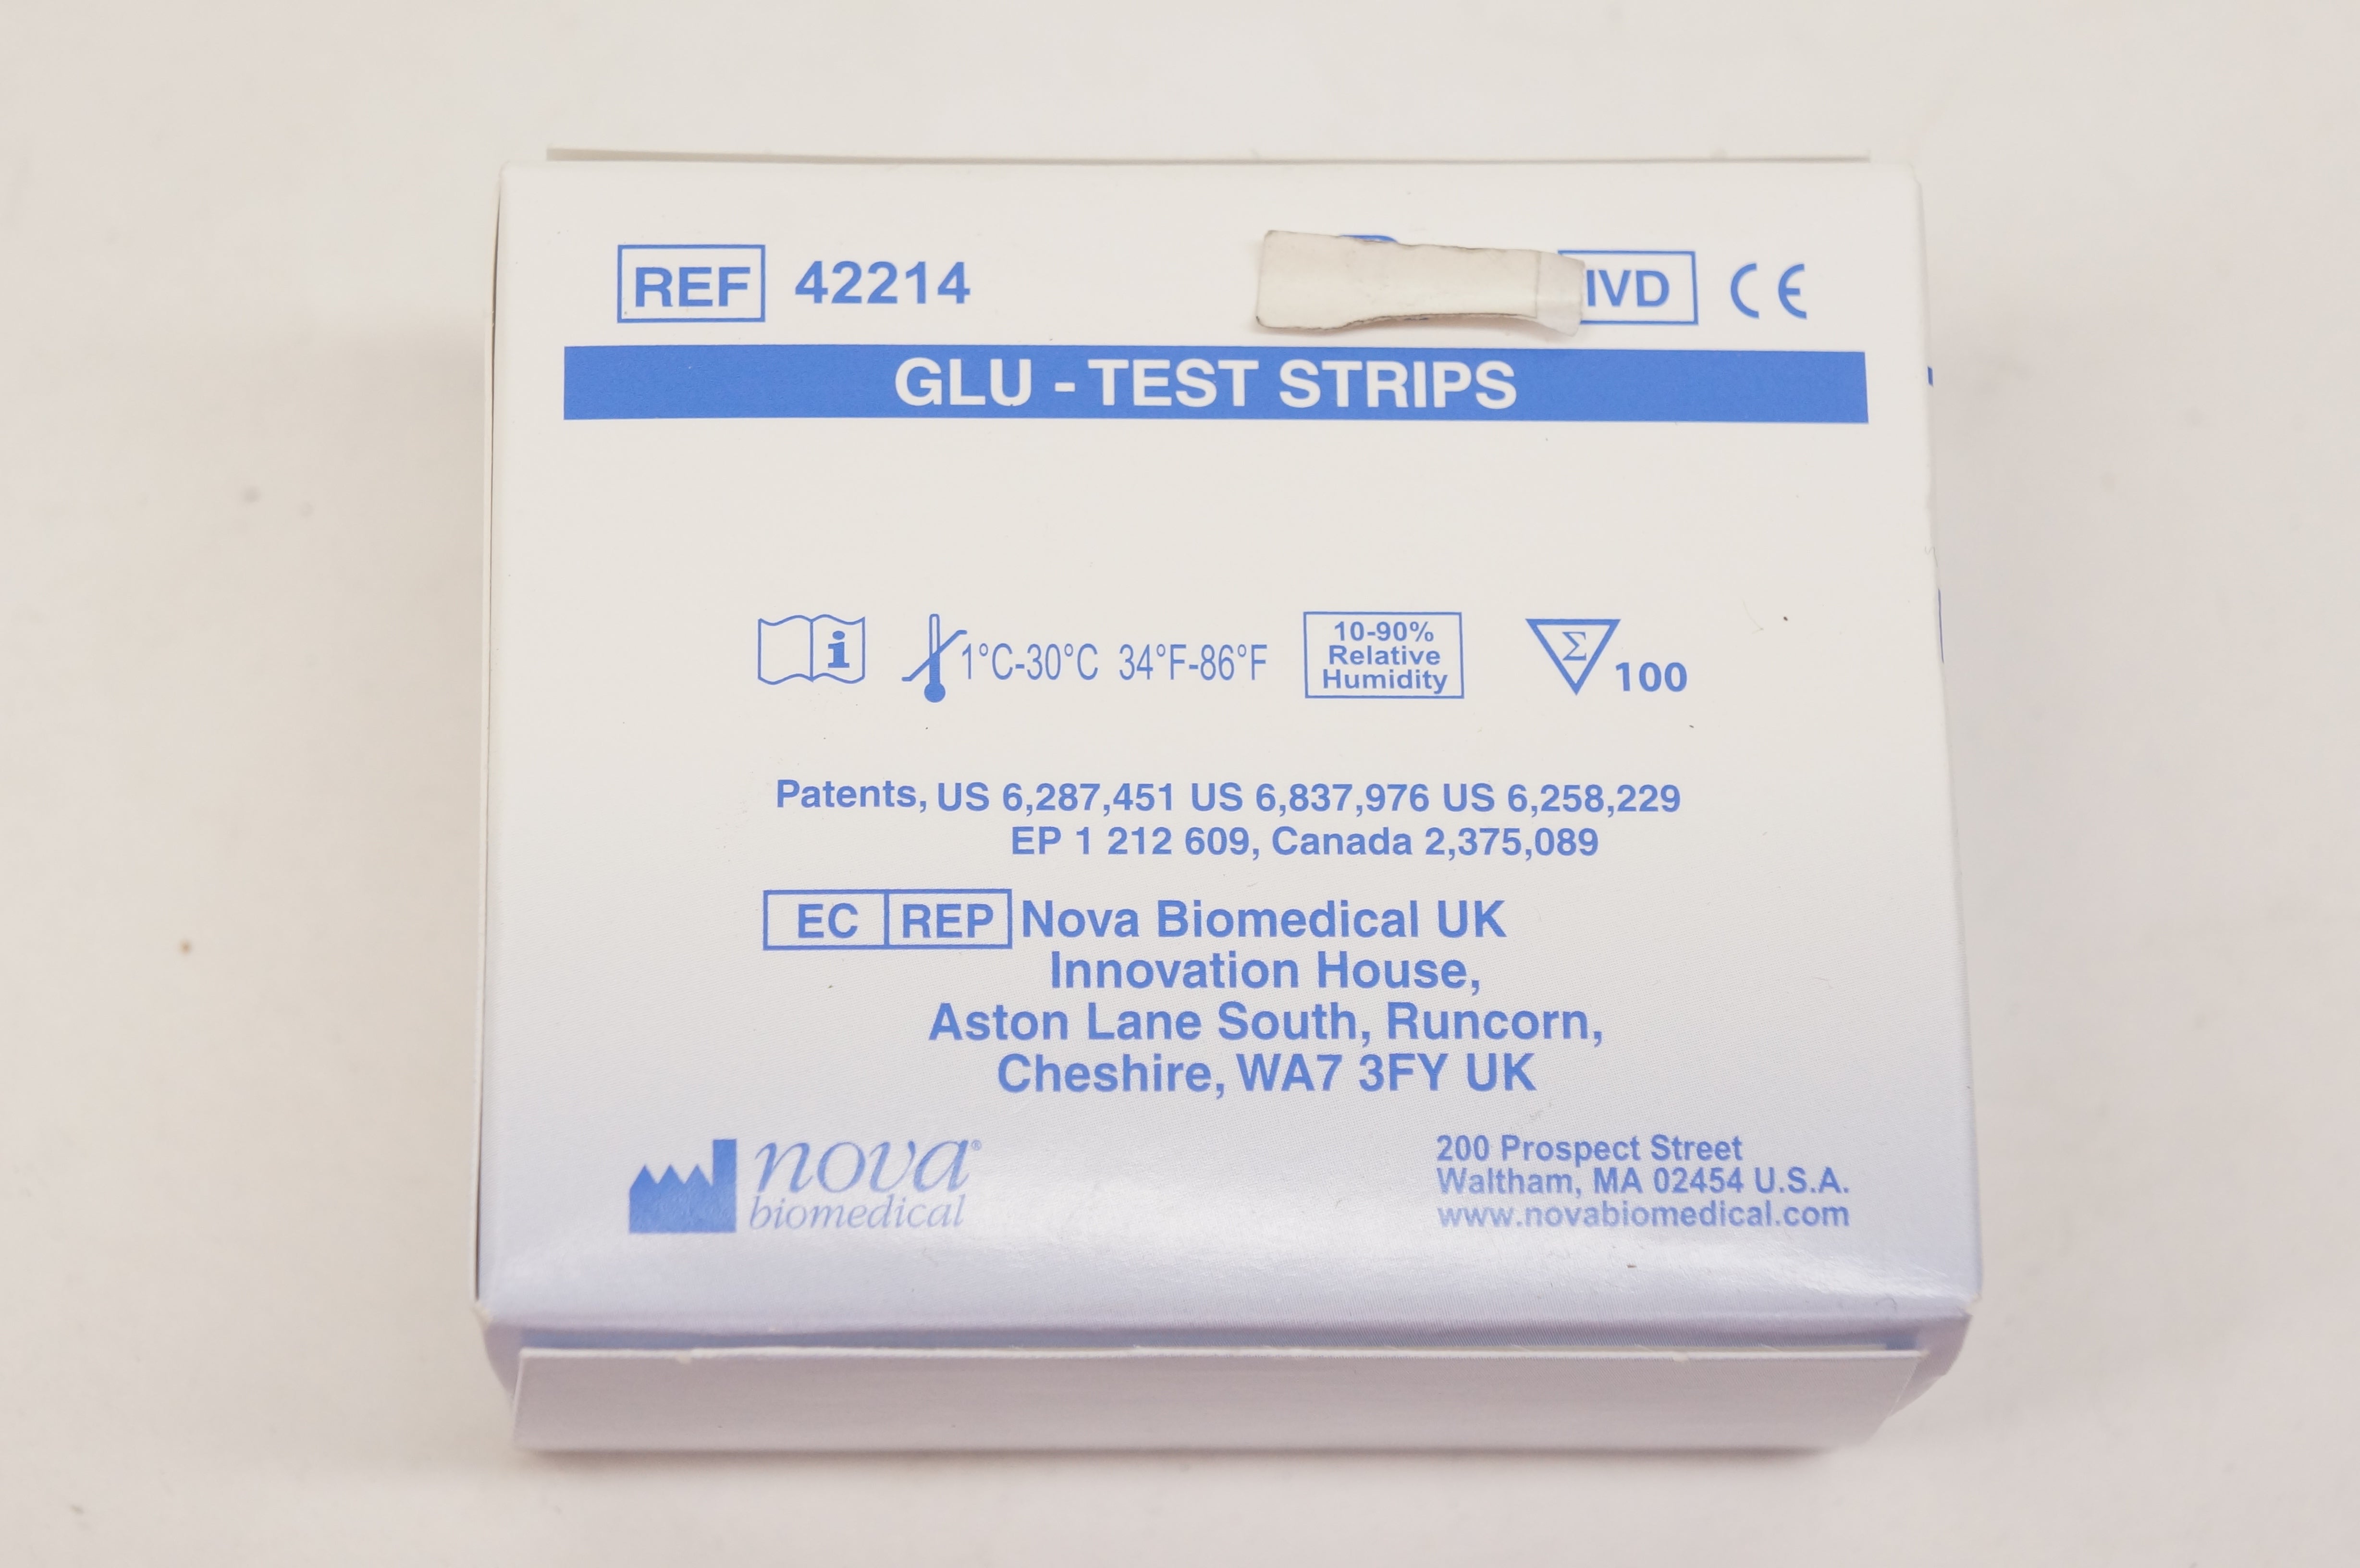 REF 42214 IVD CE
GLU - TEST STRIPS
i 1°C-30°C 34°F-86°F
10-90%
Relative
Humidity
Σ 100
Patents, US 6,287,451 US 6,837,976 US 6,258,229
EP 1 212 609, Canada 2,375,089
EC REP Nova Biomedical UK
Innovation House,
Aston Lane South, Runcorn,
Cheshire, WA7 3FY UK
nova®
biomedical
200 Prospect Street
Waltham, MA 02454 U.S.A.
www.novabiomedical.com